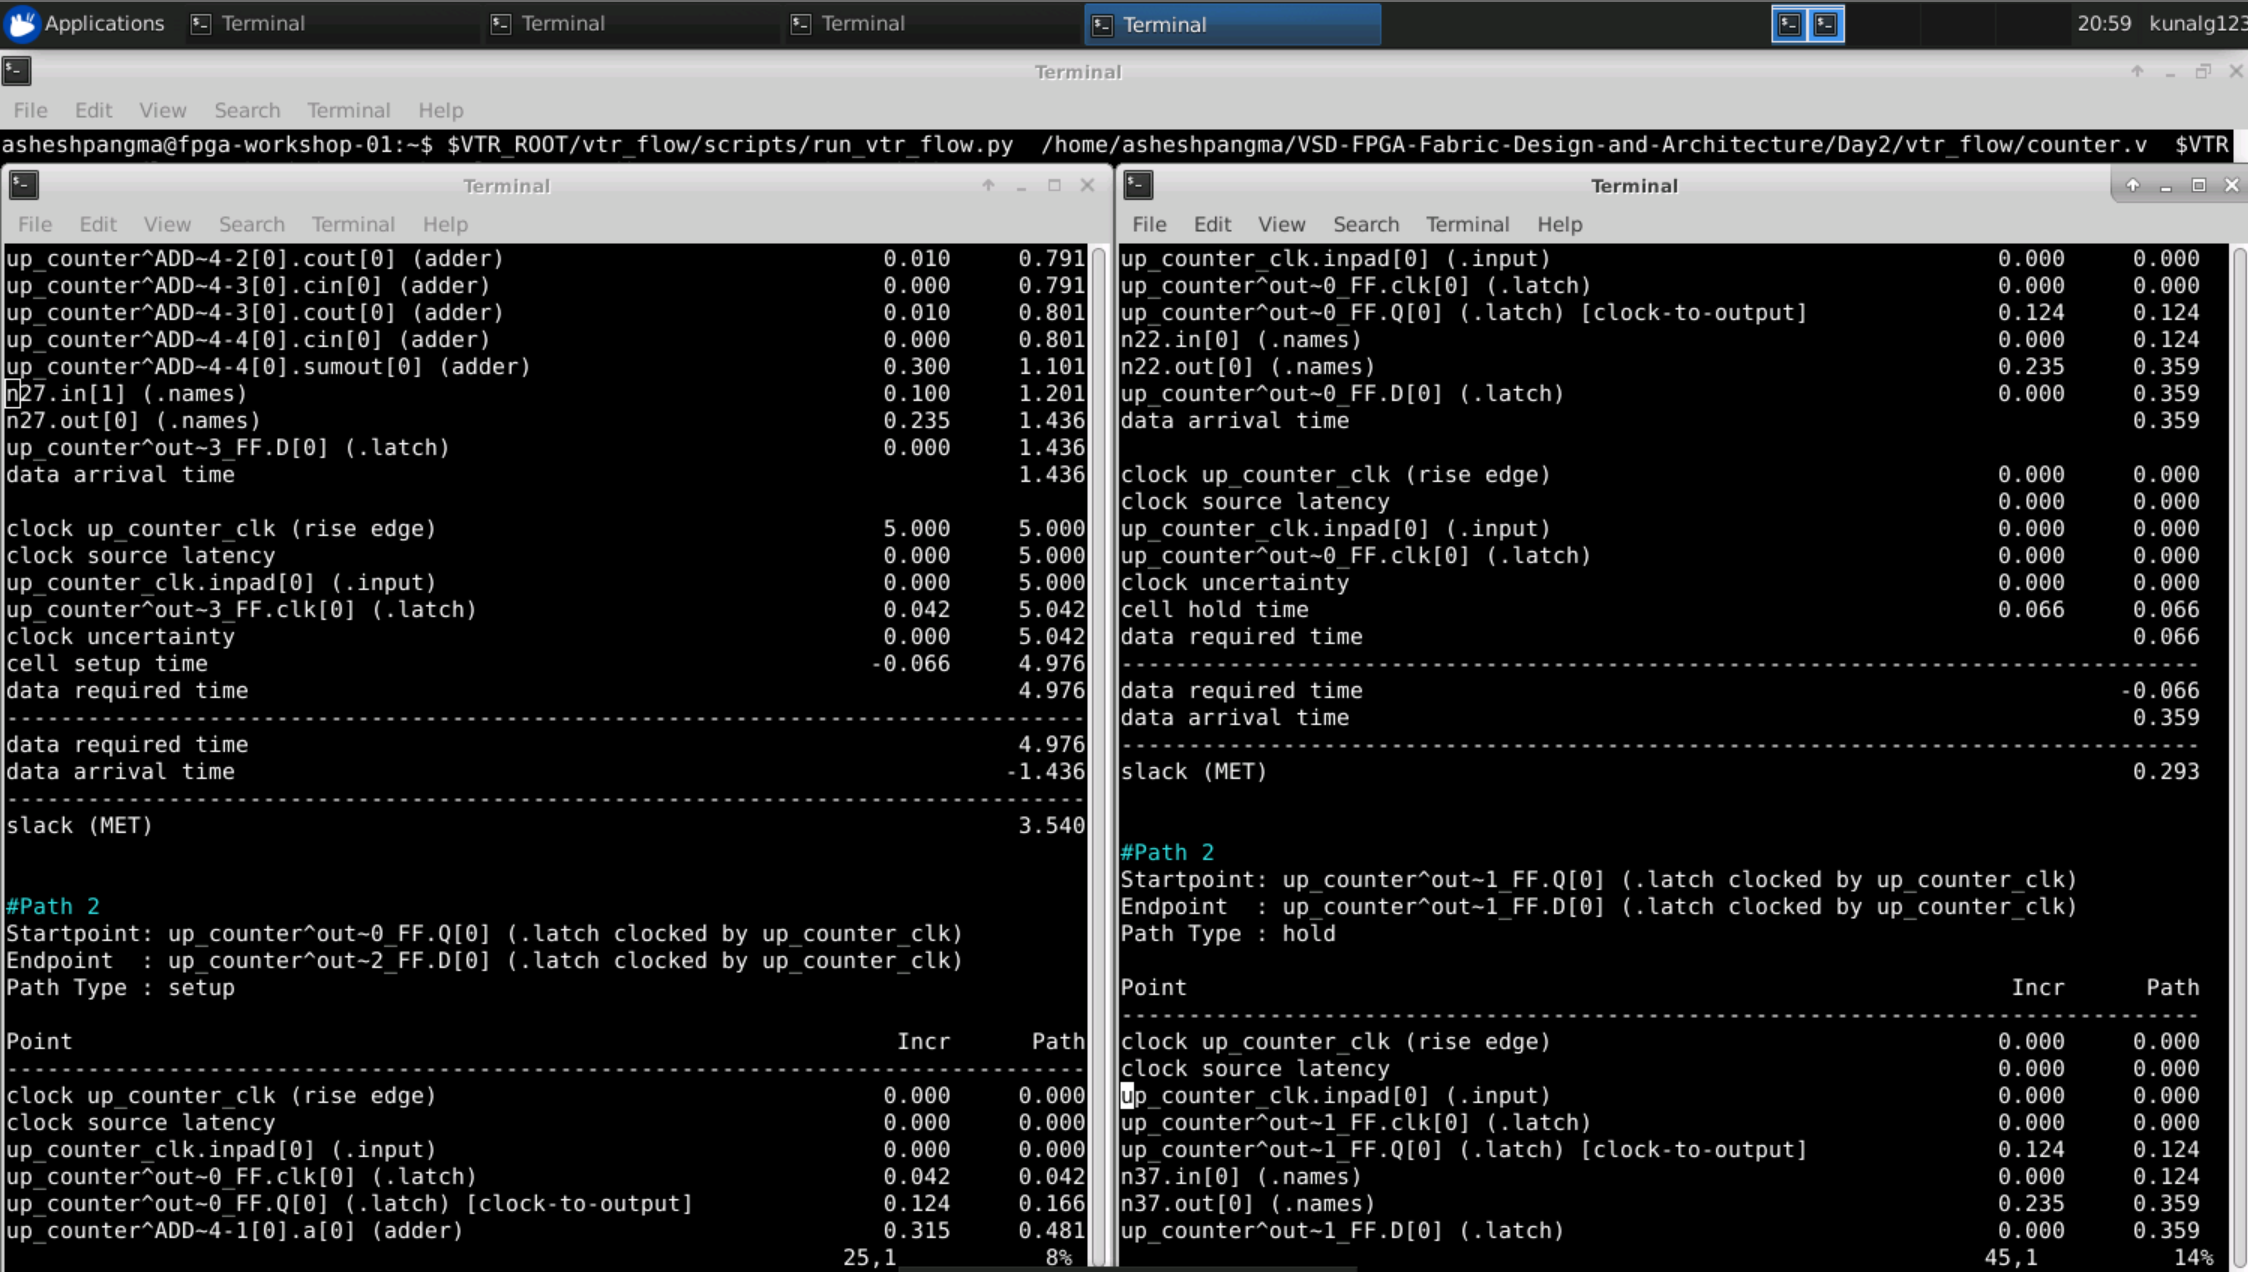 Applications Terminal Terminal Terminal Terminal 20:59 kunalg123
Terminal
File Edit View Search Terminal Help
asheshpangma@fpga-workshop-01:~$ $VTR_ROOT/vtr_flow/scripts/run_vtr_flow.py /home/asheshpangma/VSD-FPGA-Fabric-Design-and-Architecture/Day2/vtr_flow/counter.v $VTR
Terminal
File Edit View Search Terminal Help
up_counter^ADD~4-2[0].cout[0] (adder) 0.010 0.791
up_counter^ADD~4-3[0].cin[0] (adder) 0.000 0.791
up_counter^ADD~4-3[0].cout[0] (adder) 0.010 0.801
up_counter^ADD~4-4[0].cin[0] (adder) 0.000 0.801
up_counter^ADD~4-4[0].sumout[0] (adder) 0.300 1.101
n27.in[1] (.names) 0.100 1.201
n27.out[0] (.names) 0.235 1.436
up_counter^out~3_FF.D[0] (.latch) 0.000 1.436
data arrival time 1.436
clock up_counter_clk (rise edge) 5.000 5.000
clock source latency 0.000 5.000
up_counter_clk.inpad[0] (.input) 0.000 5.000
up_counter^out~3_FF.clk[0] (.latch) 0.042 5.042
clock uncertainty 0.000 5.042
cell setup time -0.066 4.976
data required time 4.976
--------------------------------------------------------------------------------
data required time 4.976
data arrival time -1.436
--------------------------------------------------------------------------------
slack (MET) 3.540
#Path 2
Startpoint: up_counter^out~0_FF.Q[0] (.latch clocked by up_counter_clk)
Endpoint : up_counter^out~2_FF.D[0] (.latch clocked by up_counter_clk)
Path Type : setup
Point Incr Path
--------------------------------------------------------------------------------
clock up_counter_clk (rise edge) 0.000 0.000
clock source latency 0.000 0.000
up_counter_clk.inpad[0] (.input) 0.000 0.000
up_counter^out~0_FF.clk[0] (.latch) 0.042 0.042
up_counter^out~0_FF.Q[0] (.latch) [clock-to-output] 0.124 0.166
up_counter^ADD~4-1[0].a[0] (adder) 0.315 0.481
25,1 8%
Terminal
File Edit View Search Terminal Help
up_counter_clk.inpad[0] (.input) 0.000 0.000
up_counter^out~0_FF.clk[0] (.latch) 0.000 0.000
up_counter^out~0_FF.Q[0] (.latch) [clock-to-output] 0.124 0.124
n22.in[0] (.names) 0.000 0.124
n22.out[0] (.names) 0.235 0.359
up_counter^out~0_FF.D[0] (.latch) 0.000 0.359
data arrival time 0.359
clock up_counter_clk (rise edge) 0.000 0.000
clock source latency 0.000 0.000
up_counter_clk.inpad[0] (.input) 0.000 0.000
up_counter^out~0_FF.clk[0] (.latch) 0.000 0.000
clock uncertainty 0.000 0.000
cell hold time 0.066 0.066
data required time 0.066
--------------------------------------------------------------------------------
data required time -0.066
data arrival time 0.359
--------------------------------------------------------------------------------
slack (MET) 0.293
#Path 2
Startpoint: up_counter^out~1_FF.Q[0] (.latch clocked by up_counter_clk)
Endpoint : up_counter^out~1_FF.D[0] (.latch clocked by up_counter_clk)
Path Type : hold
Point Incr Path
--------------------------------------------------------------------------------
clock up_counter_clk (rise edge) 0.000 0.000
clock source latency 0.000 0.000
up_counter_clk.inpad[0] (.input) 0.000 0.000
up_counter^out~1_FF.clk[0] (.latch) 0.000 0.000
up_counter^out~1_FF.Q[0] (.latch) [clock-to-output] 0.124 0.124
n37.in[0] (.names) 0.000 0.124
n37.out[0] (.names) 0.235 0.359
up_counter^out~1_FF.D[0] (.latch) 0.000 0.359
45,1 14%